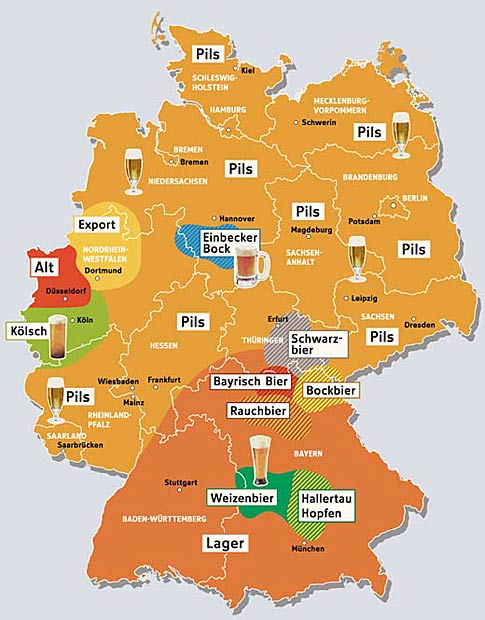 Pils
Kiel
SCHLESWIG-
HOLSTEIN
HAMBURG
MECKLENBURG-
VORPOMMERN
Schwerin
Pils
BREMEN
Bremen
Pils
NIEDERSACHSEN
BRANDENBURG
BERLIN
Potsdam
Export
Hannover
Pils
Magdeburg
Einbecker
Bock
NORDRHEIN-
WESTFALEN
SACHSEN-
ANHALT
Pils
Alt
Dortmund
Düsseldorf
Leipzig
Kölsch
Köln
Pils
Erfurt
SACHSEN
Dresden
HESSEN
THÜRINGEN
Schwarz-
bier
Pils
Bayrisch Bier
Bockbier
Wiesbaden
Frankfurt
Pils
Mainz
Rauchbier
RHEINLAND-
PFALZ
SAARLAND
Saarbrücken
BAYERN
Stuttgart
Weizenbier
Hallertau
Hopfen
BADEN-WÜRTTEMBERG
Lager
München